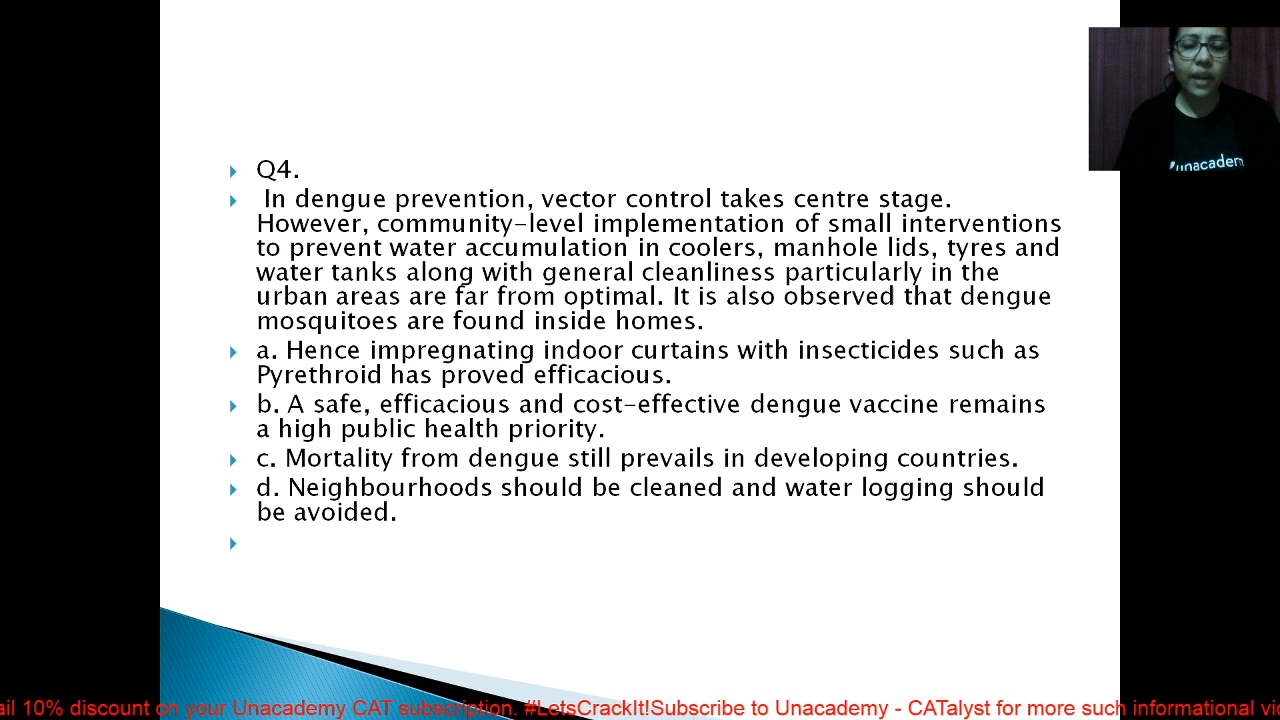 unacademy
Q4.
In dengue prevention, vector control takes centre stage.
However, community-level implementation of small interventions
to prevent water accumulation in coolers, manhole lids, tyres and
water tanks along with general cleanliness particularly in the
urban areas are far from optimal. It is also observed that dengue
mosquitoes are found inside homes.
a. Hence impregnating indoor curtains with insecticides such as
Pyrethroid has proved efficacious.
b. A safe, efficacious and cost-effective dengue vaccine remains
a high public health priority.
c. Mortality from dengue still prevails in developing countries.
d. Neighbourhoods should be cleaned and water logging should
be avoided.
10% discount on your Unacademy CAT subscription. #LetsCrackIt!Subscribe to Unacademy - CATalyst for more such informational